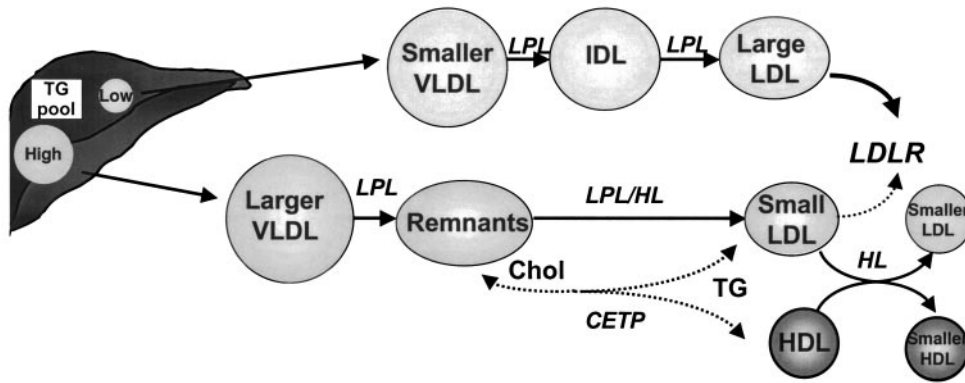 TG
pool
Low
High
Smaller
VLDL
LPL
IDL
LPL
Large
LDL
LDLR
Larger
VLDL
LPL
Remnants
LPL/HL
Small
LDL
Smaller
LDL
Chol
TG
CETP
HL
HDL
Smaller
HDL